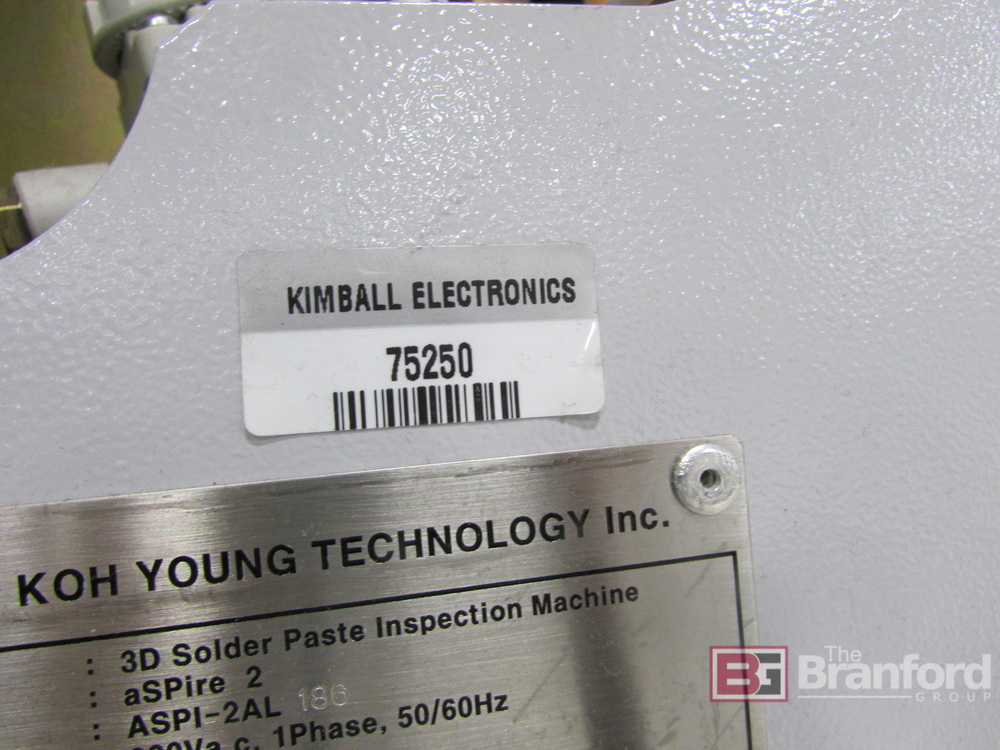 KIMBALL ELECTRONICS
75250
KOH YOUNG TECHNOLOGY Inc.
: 3D Solder Paste Inspection Machine
: aSPire 2
: ASPI-2AL 186
1Phase, 50/60Hz
BG The Branford GROUP